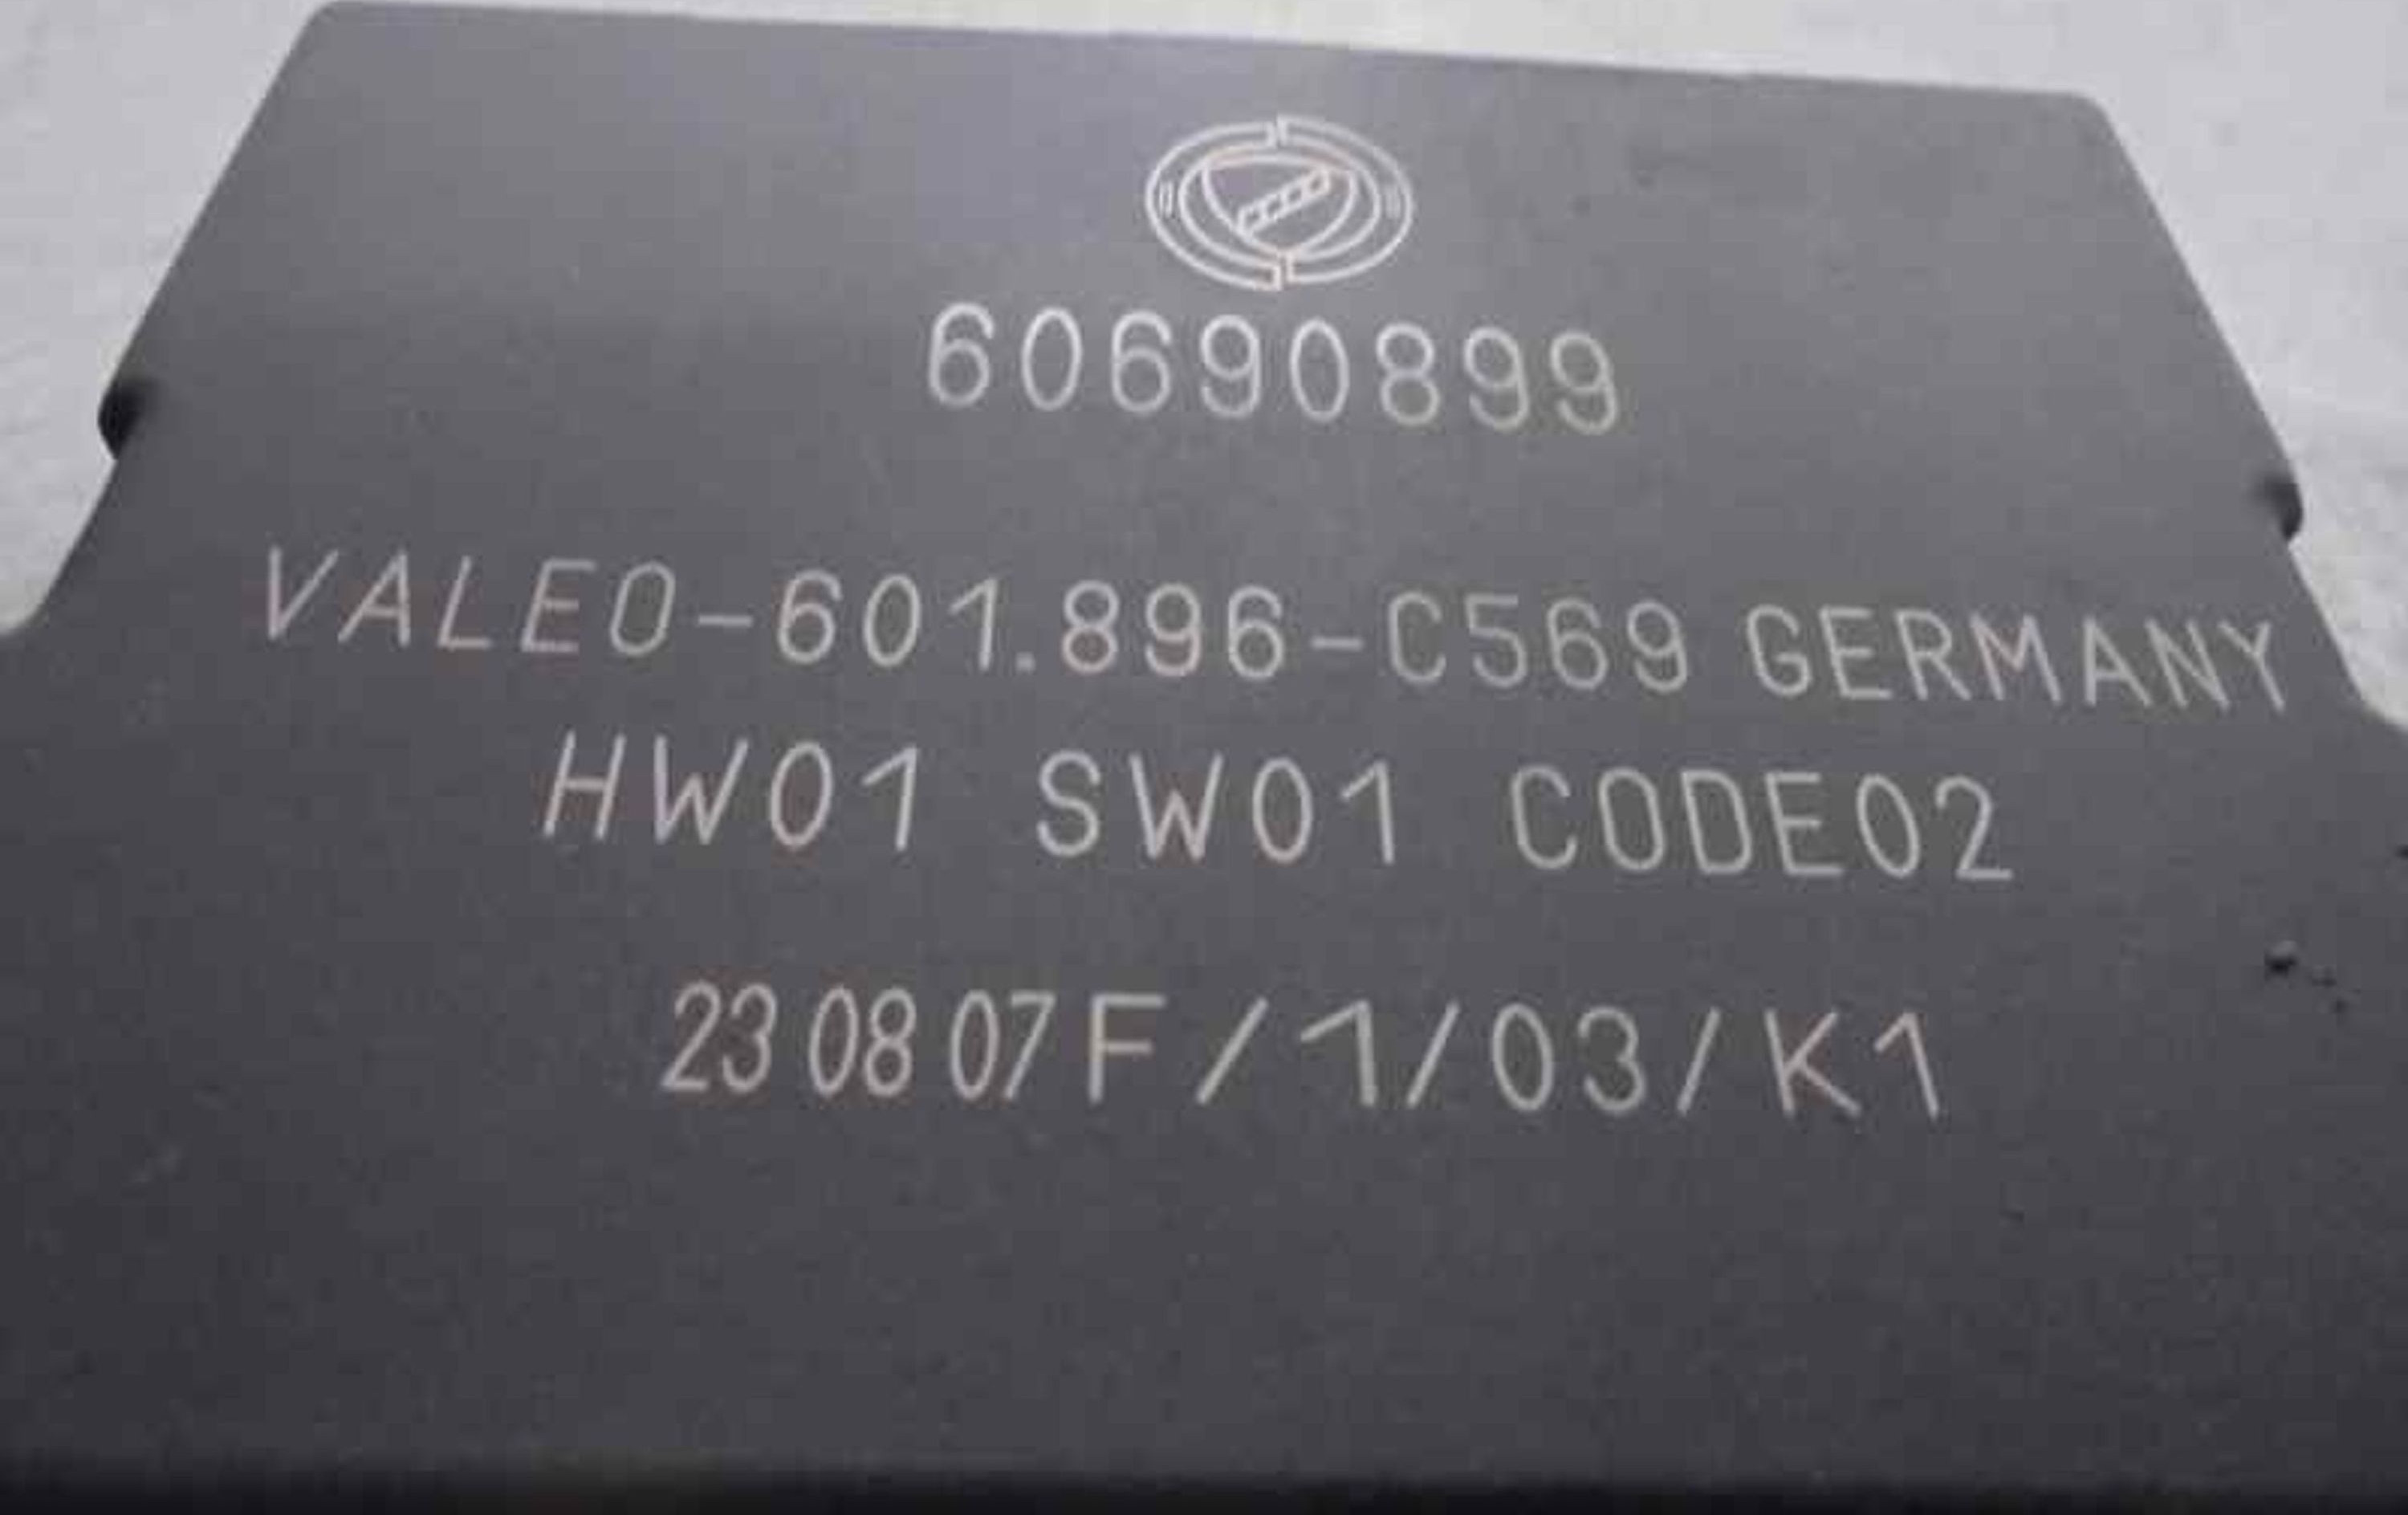 60690899
VALEO-601.896-C569 GERMANY
HW01 SW01 CODE02
23 08 07 F/1/03/K1